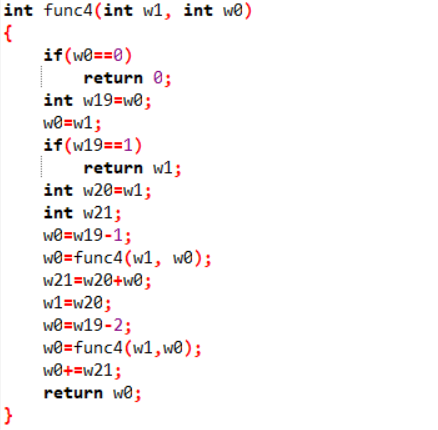 int func4(int w1, int w0)
{
    if(w0==0)
        return 0;
    int w19=w0;
    w0=w1;
    if(w19==1)
        return w1;
    int w20=w1;
    int w21;
    w0=w19-1;
    w0=func4(w1, w0);
    w21=w20+w0;
    w1=w20;
    w0=w19-2;
    w0=func4(w1,w0);
    w0+=w21;
    return w0;
}